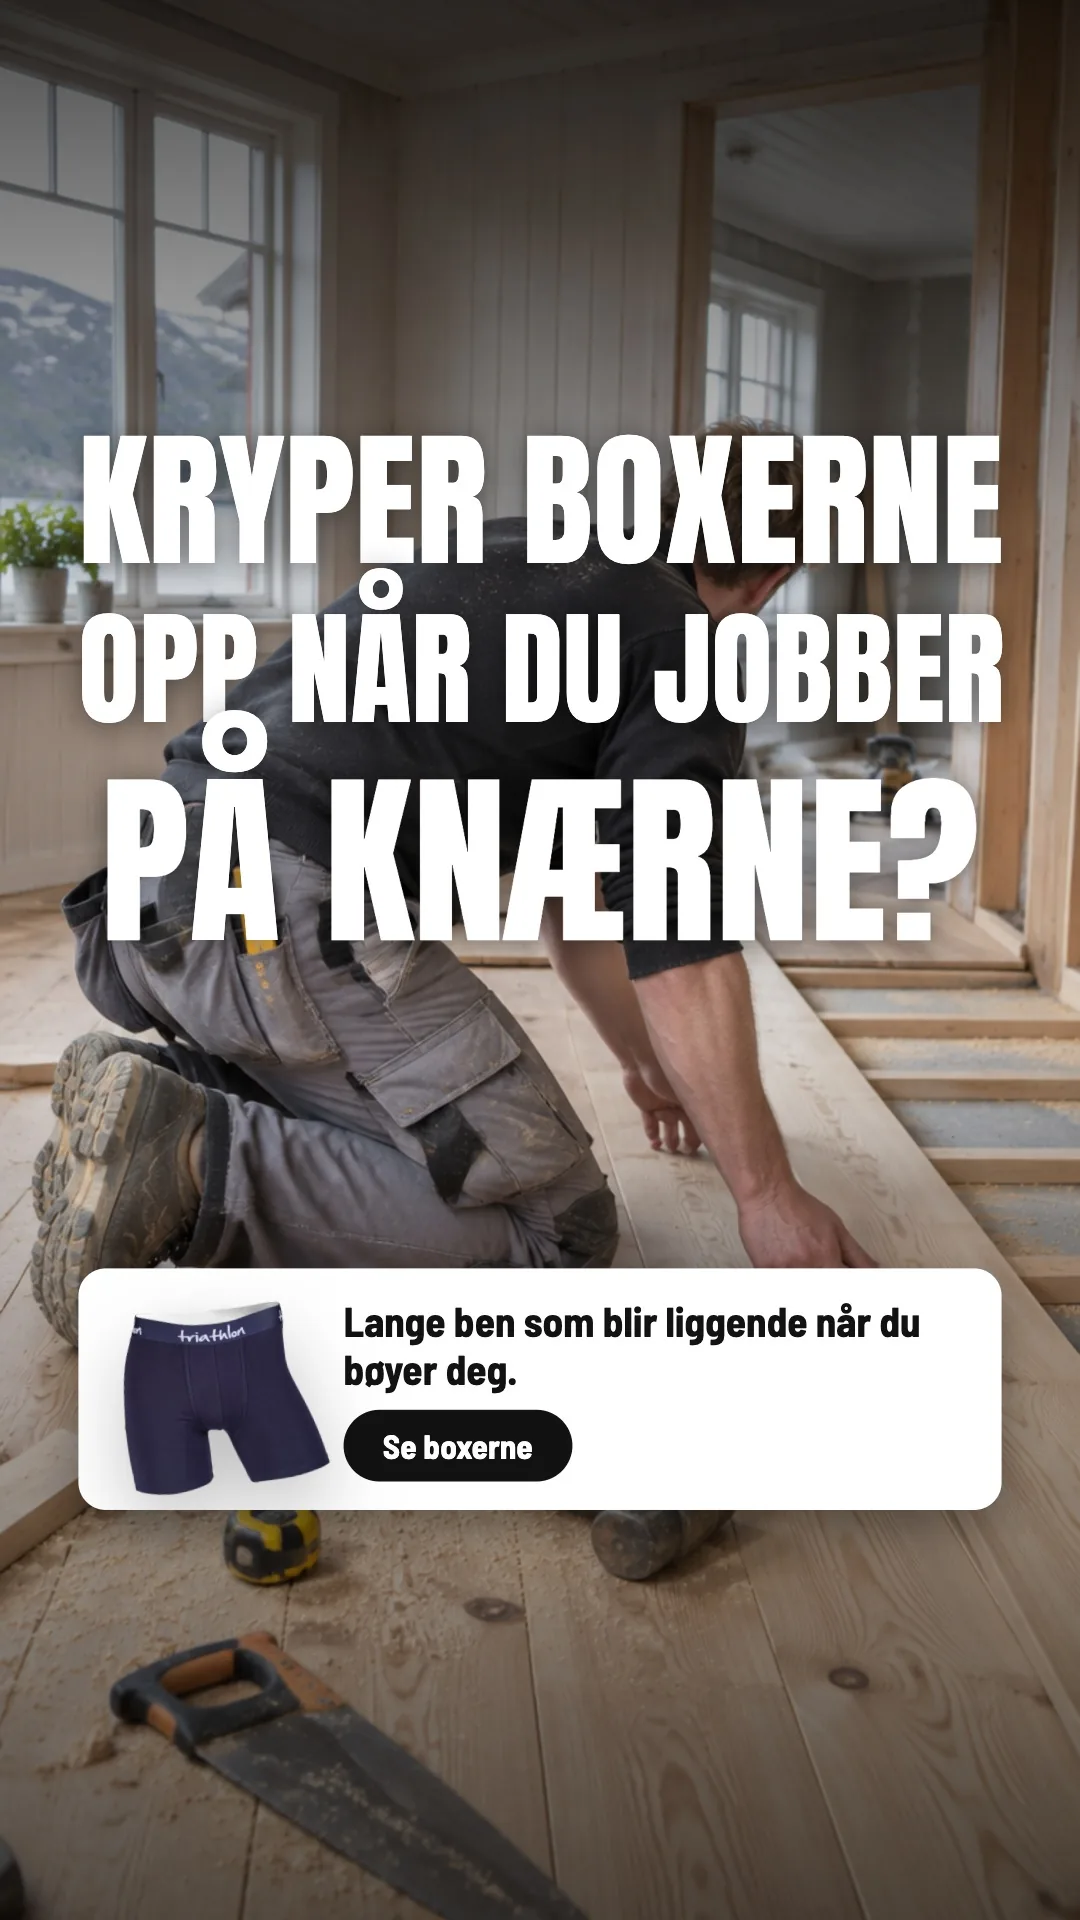 KRYPER BOXERNE
OPP NÅR DU JOBBER
PÅ KNÆRNE?
triathlon
Lange ben som blir liggende når du
bøyer deg.
Se boxerne